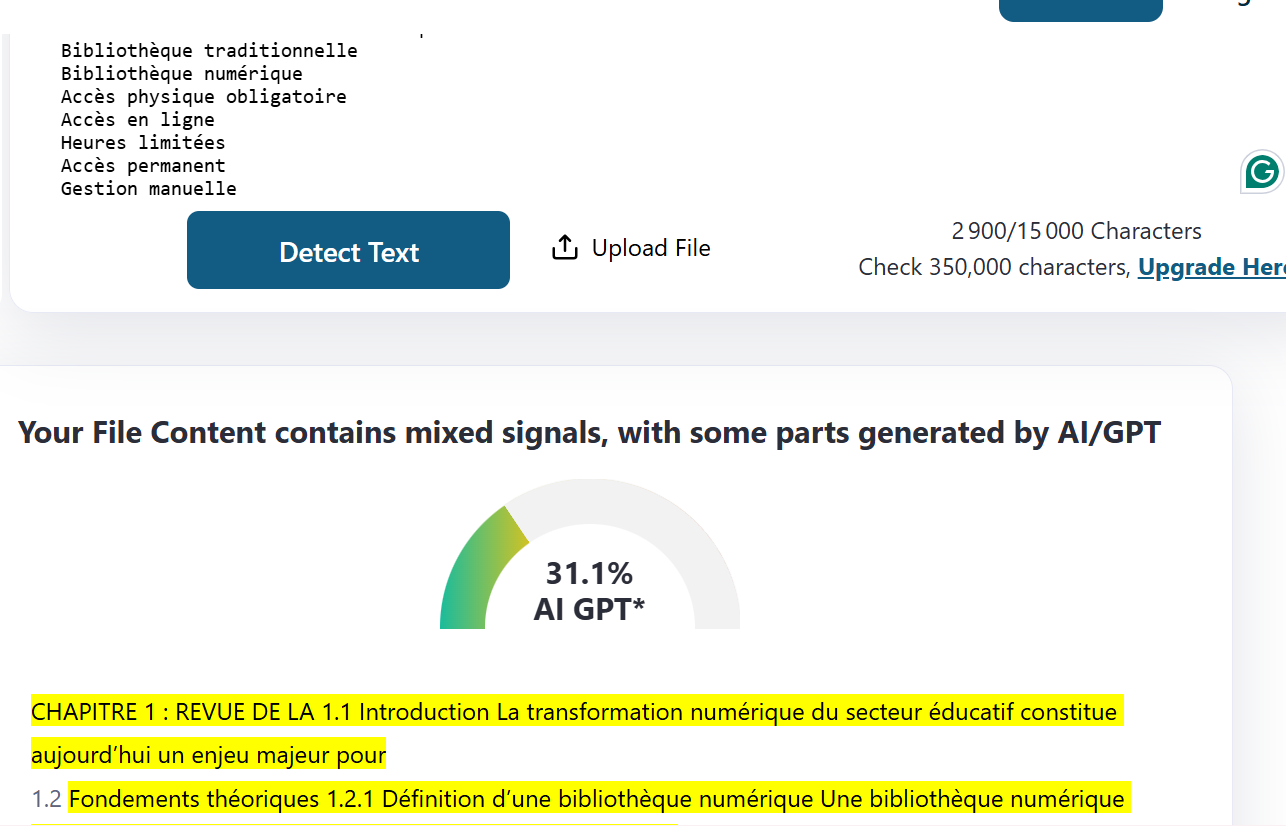 Bibliothèque traditionnelle
Bibliothèque numérique
Accès physique obligatoire
Accès en ligne
Heures limitées
Accès permanent
Gestion manuelle
Detect Text
Upload File
2 900/15 000 Characters
Check 350,000 characters, Upgrade Here
Your File Content contains mixed signals, with some parts generated by AI/GPT
31.1%
AI GPT*
CHAPITRE 1 : REVUE DE LA 1.1 Introduction La transformation numérique du secteur éducatif constitue
aujourd’hui un enjeu majeur pour
1.2 Fondements théoriques 1.2.1 Définition d’une bibliothèque numérique Une bibliothèque numérique